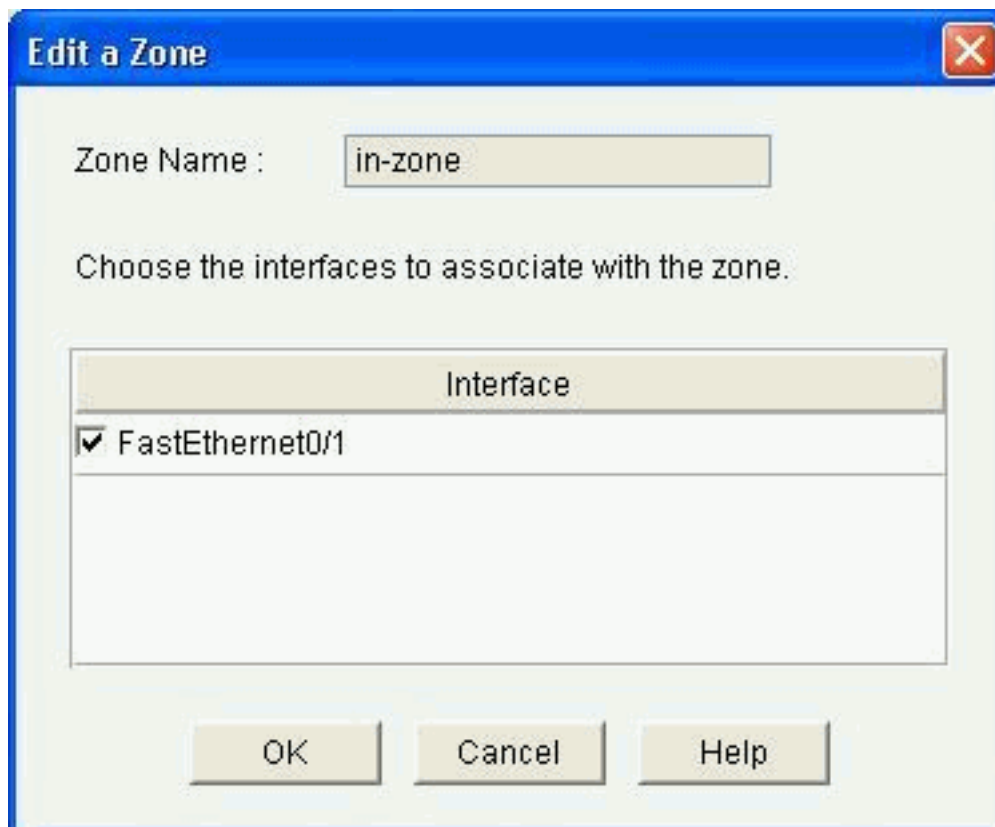 Edit a Zone
Zone Name : in-zone
Choose the interfaces to associate with the zone.
Interface
FastEthernet0/1
OK Cancel Help